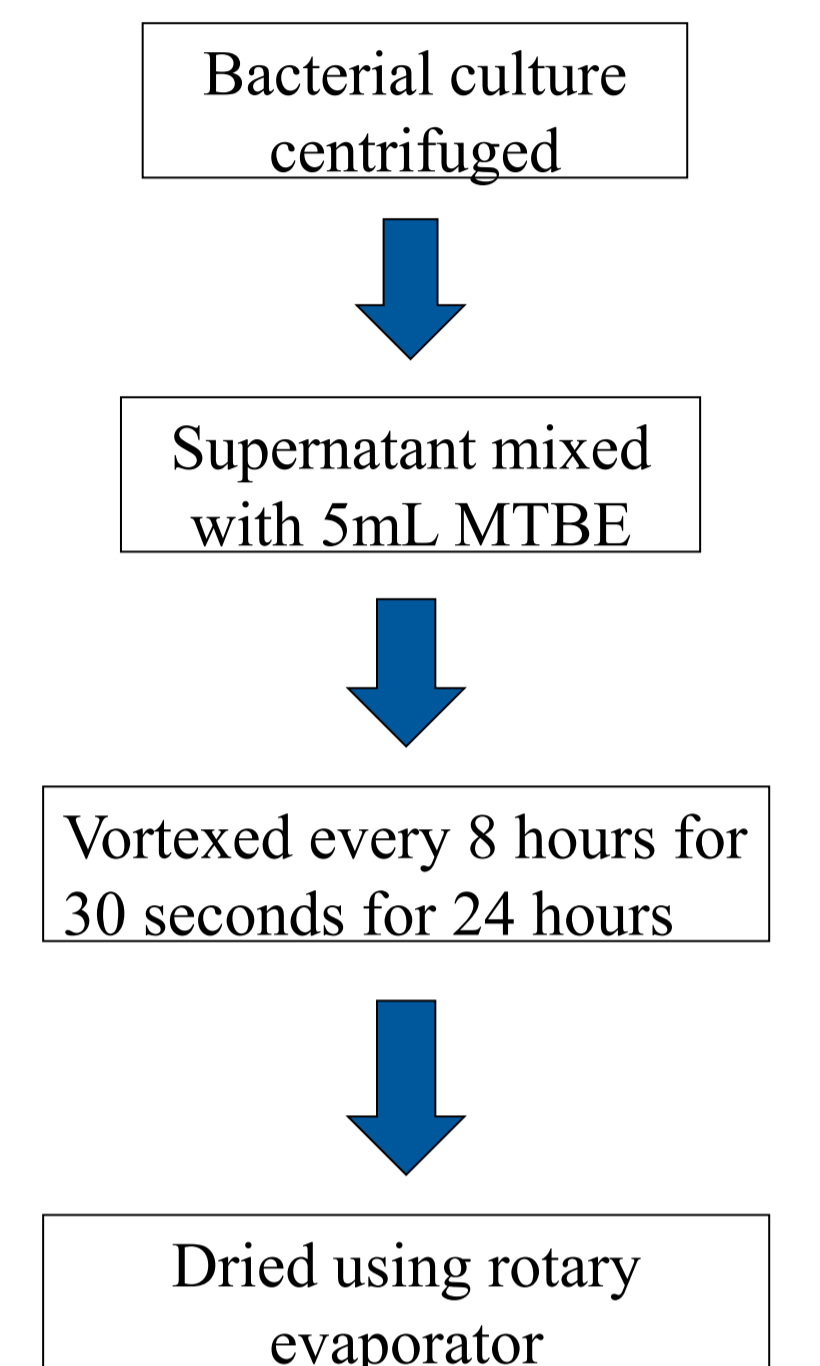 Bacterial culture
centrifuged
Supernatant mixed
with 5mL MTBE
Vortexed every 8 hours for
30 seconds for 24 hours
Dried using rotary
evaporator